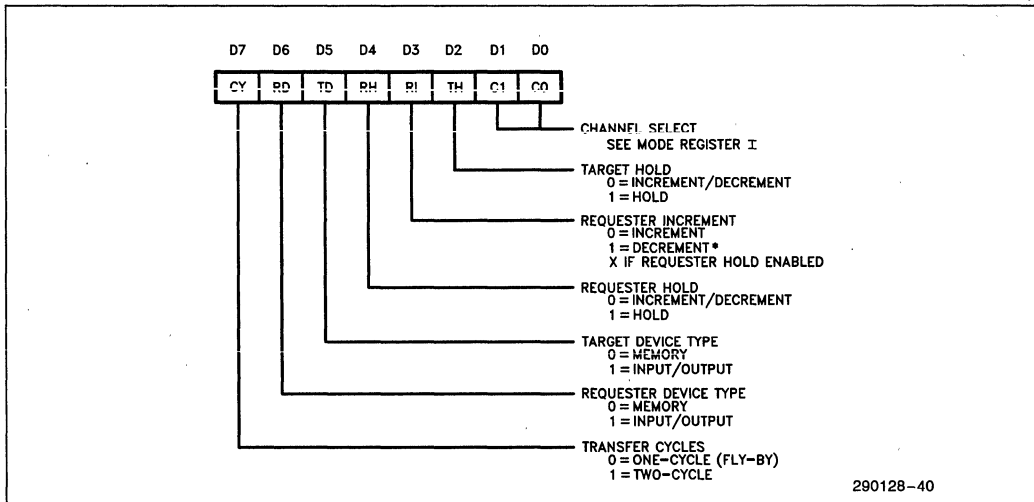 D7 D6 D5 D4 D3 D2 D1 D0
CY RD TD RH RI TH C1 C0
CHANNEL SELECT
SEE MODE REGISTER I
TARGET HOLD
0 = INCREMENT/DECREMENT
1 = HOLD
REQUESTER INCREMENT
0 = INCREMENT
1 = DECREMENT*
X IF REQUESTER HOLD ENABLED
REQUESTER HOLD
0 = INCREMENT/DECREMENT
1 = HOLD
TARGET DEVICE TYPE
0 = MEMORY
1 = INPUT/OUTPUT
REQUESTER DEVICE TYPE
0 = MEMORY
1 = INPUT/OUTPUT
TRANSFER CYCLES
0 = ONE-CYCLE (FLY-BY)
1 = TWO-CYCLE
290128-40